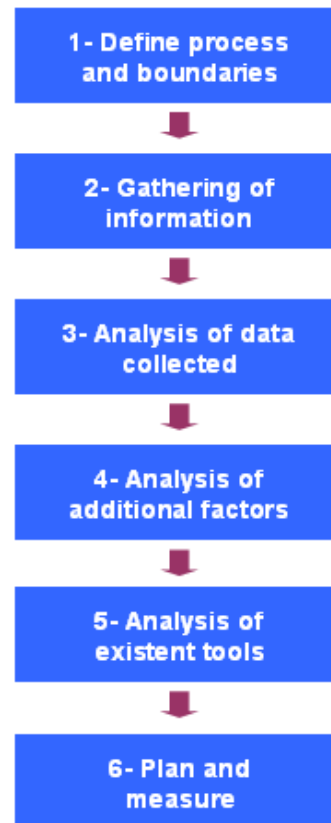 1- Define process
and boundaries
2- Gathering of
information
3- Analysis of data
collected
4- Analysis of
additional factors
5- Analysis of
existent tools
6- Plan and
measure